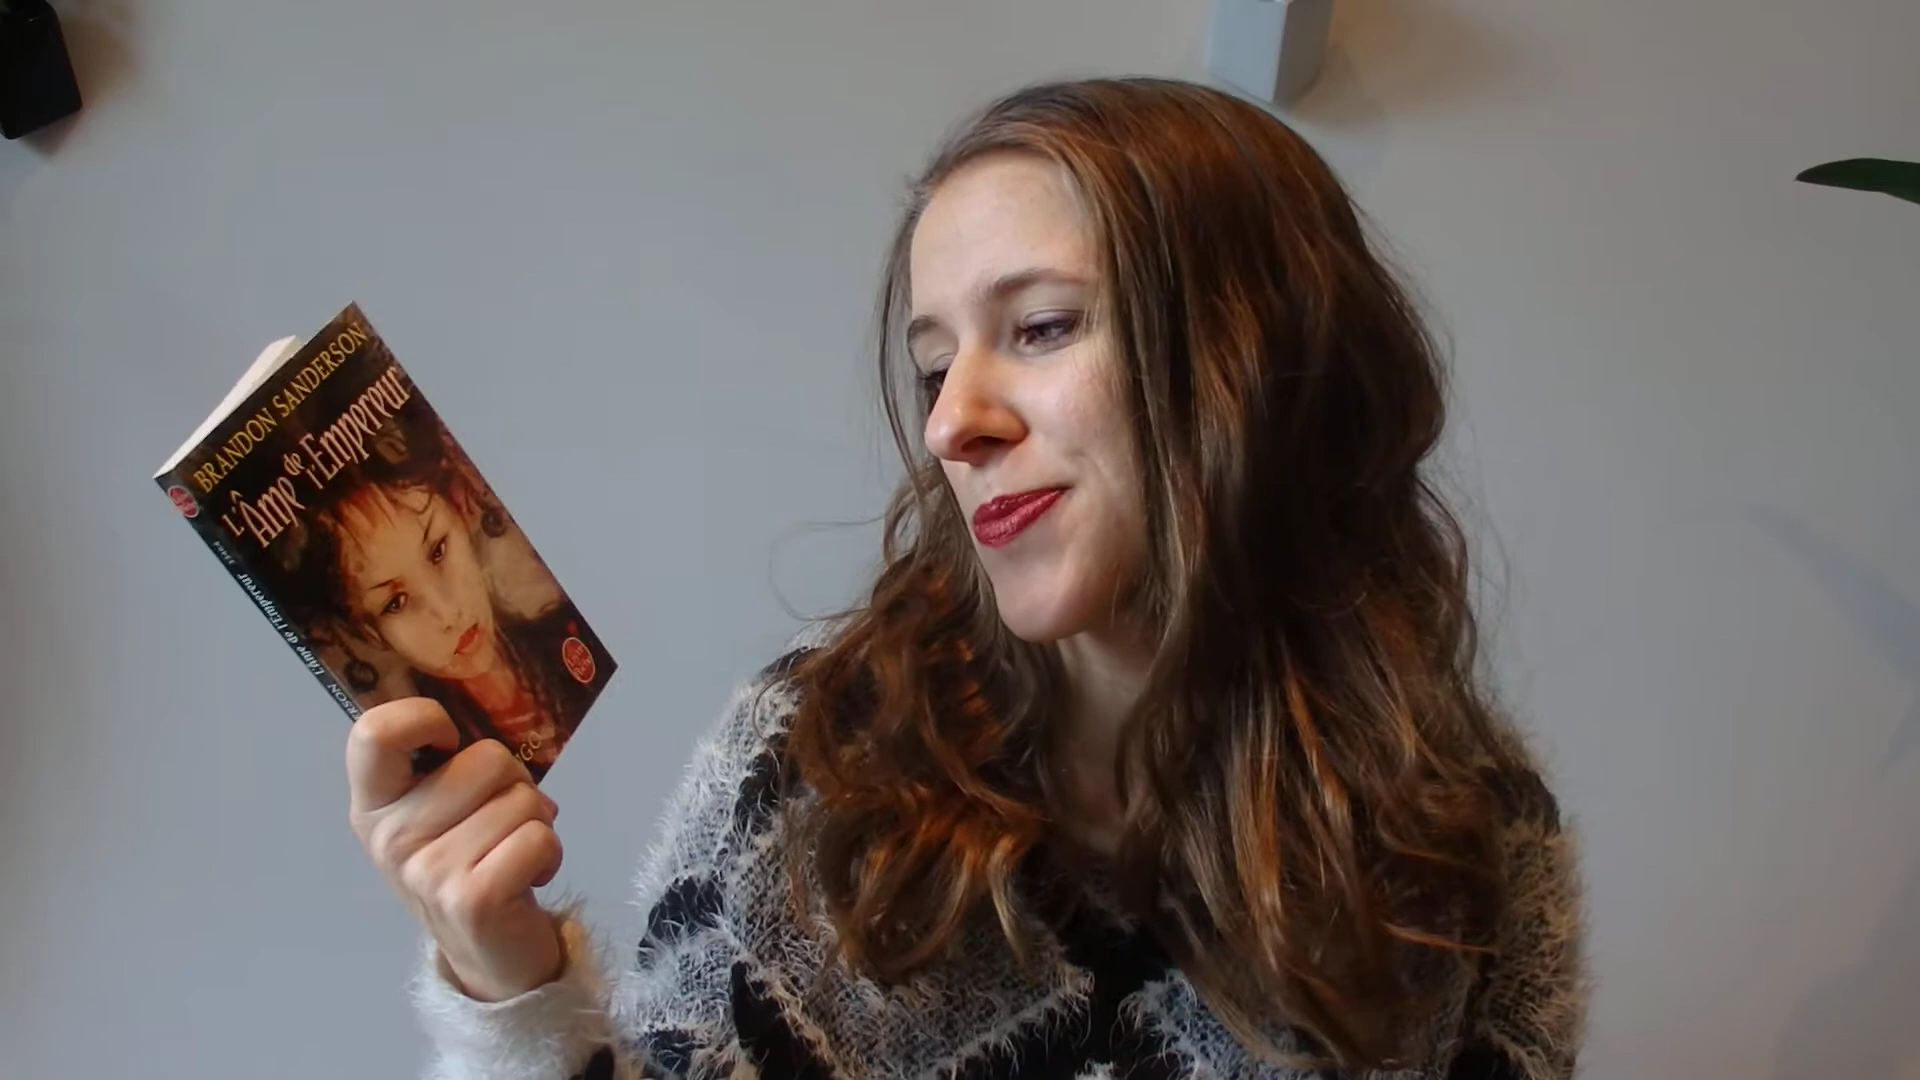 BRANDON SANDERSON
L'Âme
de
l'Empereur
L'Âme de l'Empereur